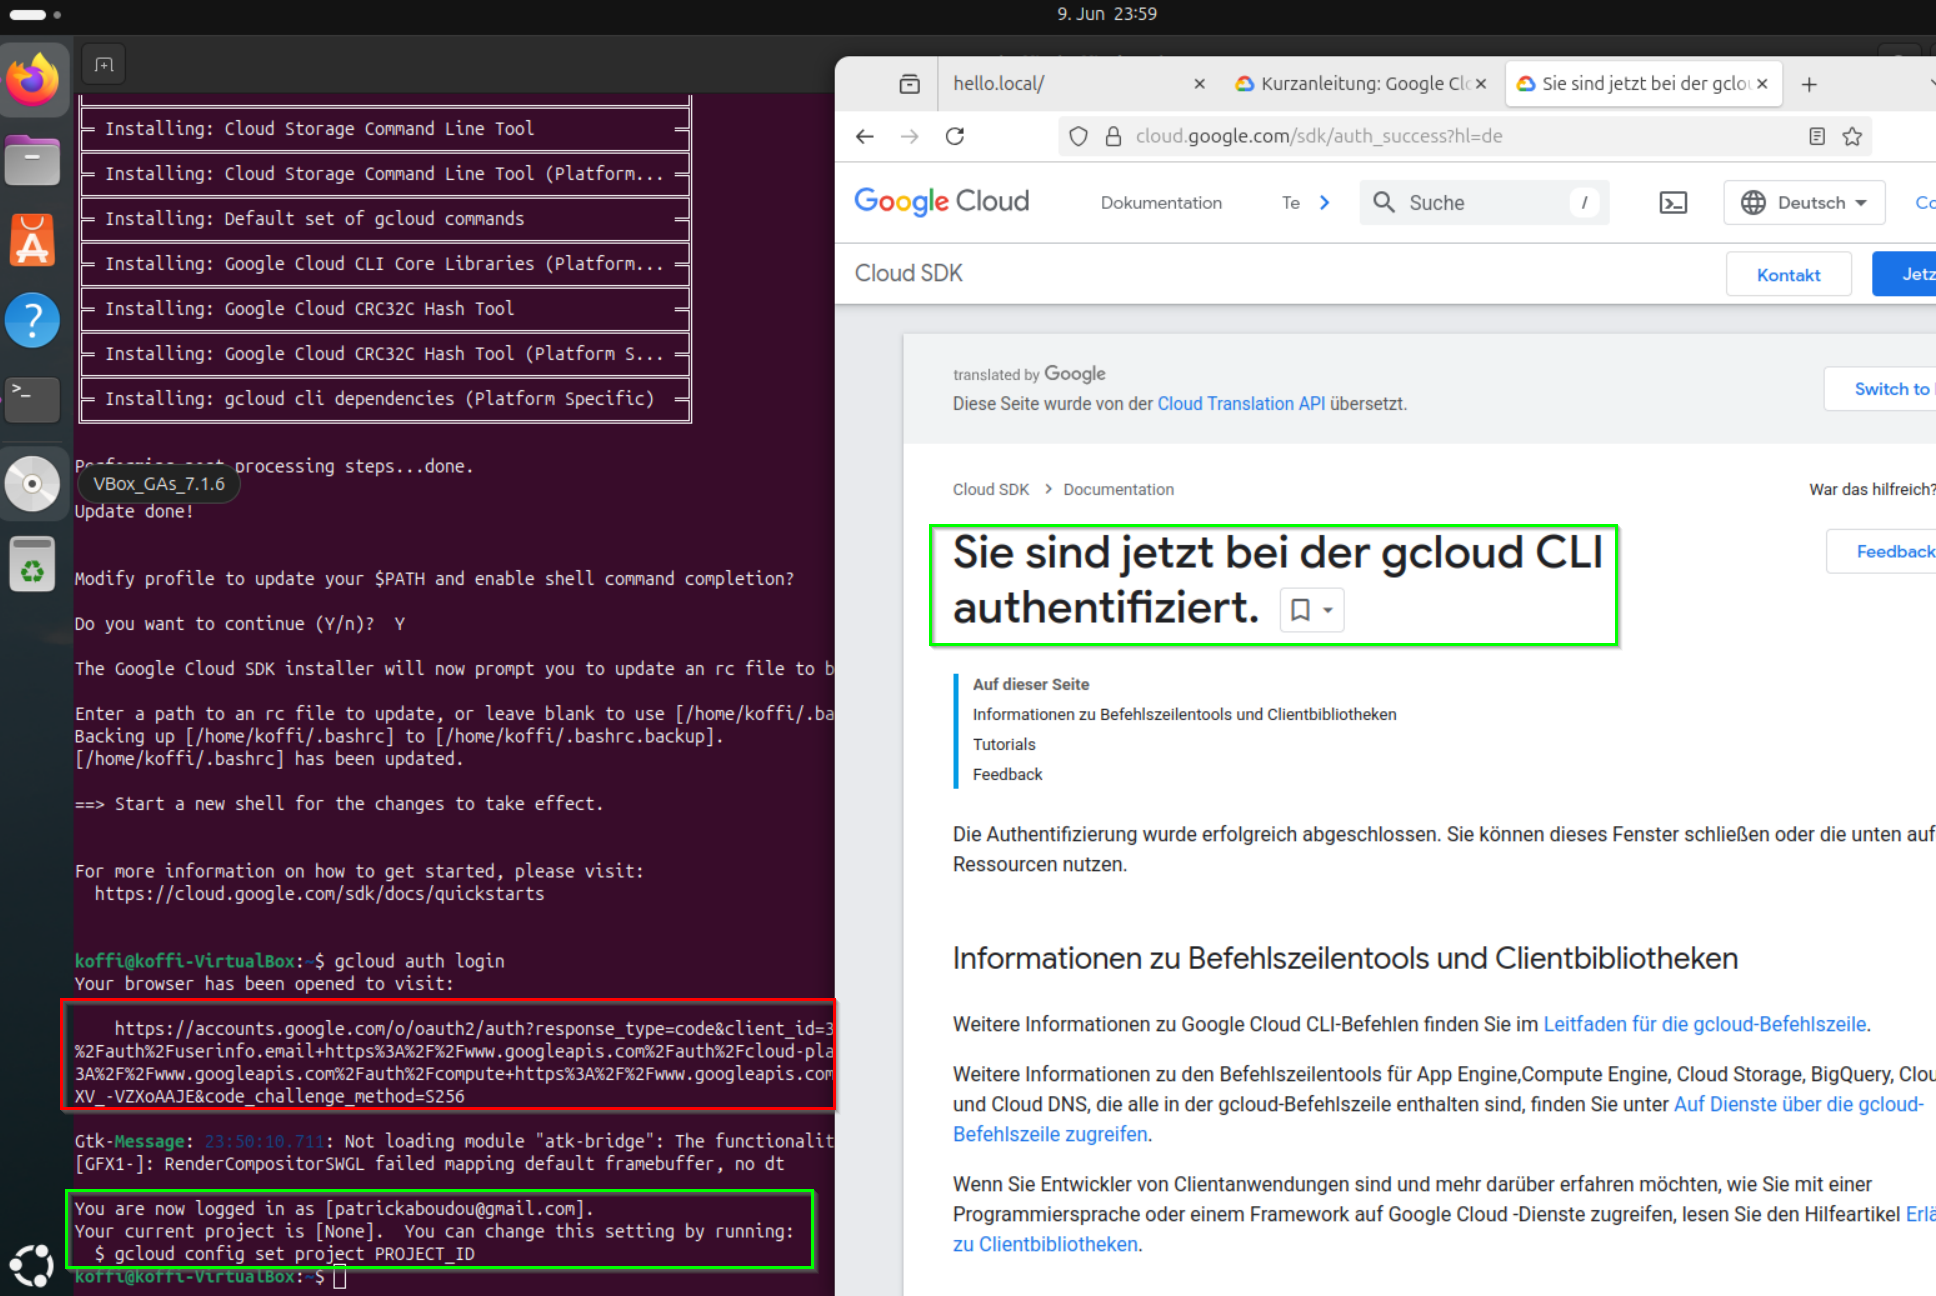 9. Jun 23:59
Installing: Cloud Storage Command Line Tool
Installing: Cloud Storage Command Line Tool (Platform...
Installing: Default set of gcloud commands
Installing: Google Cloud CLI Core Libraries (Platform...
Installing: Google Cloud CRC32C Hash Tool
Installing: Google Cloud CRC32C Hash Tool (Platform S...
Installing: gcloud cli dependencies (Platform Specific)
processing steps...done.
VBox_GAs_7.1.6
Update done!
Modify profile to update your $PATH and enable shell command completion?
Do you want to continue (Y/n)? Y
The Google Cloud SDK installer will now prompt you to update an rc file to b
Enter a path to an rc file to update, or leave blank to use [/home/koffi/.ba
Backing up [/home/koffi/.bashrc] to [/home/koffi/.bashrc.backup].
[/home/koffi/.bashrc] has been updated.
==> Start a new shell for the changes to take effect.
For more information on how to get started, please visit:
https://cloud.google.com/sdk/docs/quickstarts
koffi@koffi-VirtualBox:~$ gcloud auth login
Your browser has been opened to visit:
https://accounts.google.com/o/oauth2/auth?response_type=code&client_id=3
%2Fauth%2Fuserinfo.email+https%3A%2F%2Fwww.googleapis.com%2Fauth%2Fcloud-pla
3A%2F%2Fwww.googleapis.com%2Fauth%2Fcompute+https%3A%2F%2Fwww.googleapis.com
XV_-VZXoAAJE&code_challenge_method=S256
Gtk-Message: 23:50:10.711: Not loading module "atk-bridge": The functionalit
[GFX1-]: RenderCompositorSWGL failed mapping default framebuffer, no dt
You are now logged in as [patrickaboudou@gmail.com].
Your current project is [None]. You can change this setting by running:
$ gcloud config set project PROJECT_ID
koffi@koffi-VirtualBox:~$
hello.local/
Kurzanleitung: Google Clo
Sie sind jetzt bei der gclou
cloud.google.com/sdk/auth_success?hl=de
Google Cloud
Dokumentation
Te
Suche
/
Deutsch
Co
Cloud SDK
Kontakt
Jetz
translated by Google
Diese Seite wurde von der Cloud Translation API übersetzt.
Switch to
Cloud SDK > Documentation
War das hilfreich?
Sie sind jetzt bei der gcloud CLI
authentifiziert.
Feedback
Auf dieser Seite
Informationen zu Befehlszeilentools und Clientbibliotheken
Tutorials
Feedback
Die Authentifizierung wurde erfolgreich abgeschlossen. Sie können dieses Fenster schließen oder die unten auf
Ressourcen nutzen.
Informationen zu Befehlszeilentools und Clientbibliotheken
Weitere Informationen zu Google Cloud CLI-Befehlen finden Sie im Leitfaden für die gcloud-Befehlszeile.
Weitere Informationen zu den Befehlszeilentools für App Engine,Compute Engine, Cloud Storage, BigQuery, Clou
und Cloud DNS, die alle in der gcloud-Befehlszeile enthalten sind, finden Sie unter Auf Dienste über die gcloud-
Befehlszeile zugreifen.
Wenn Sie Entwickler von Clientanwendungen sind und mehr darüber erfahren möchten, wie Sie mit einer
Programmiersprache oder einem Framework auf Google Cloud -Dienste zugreifen, lesen Sie den Hilfeartikel Erlä
zu Clientbibliotheken.